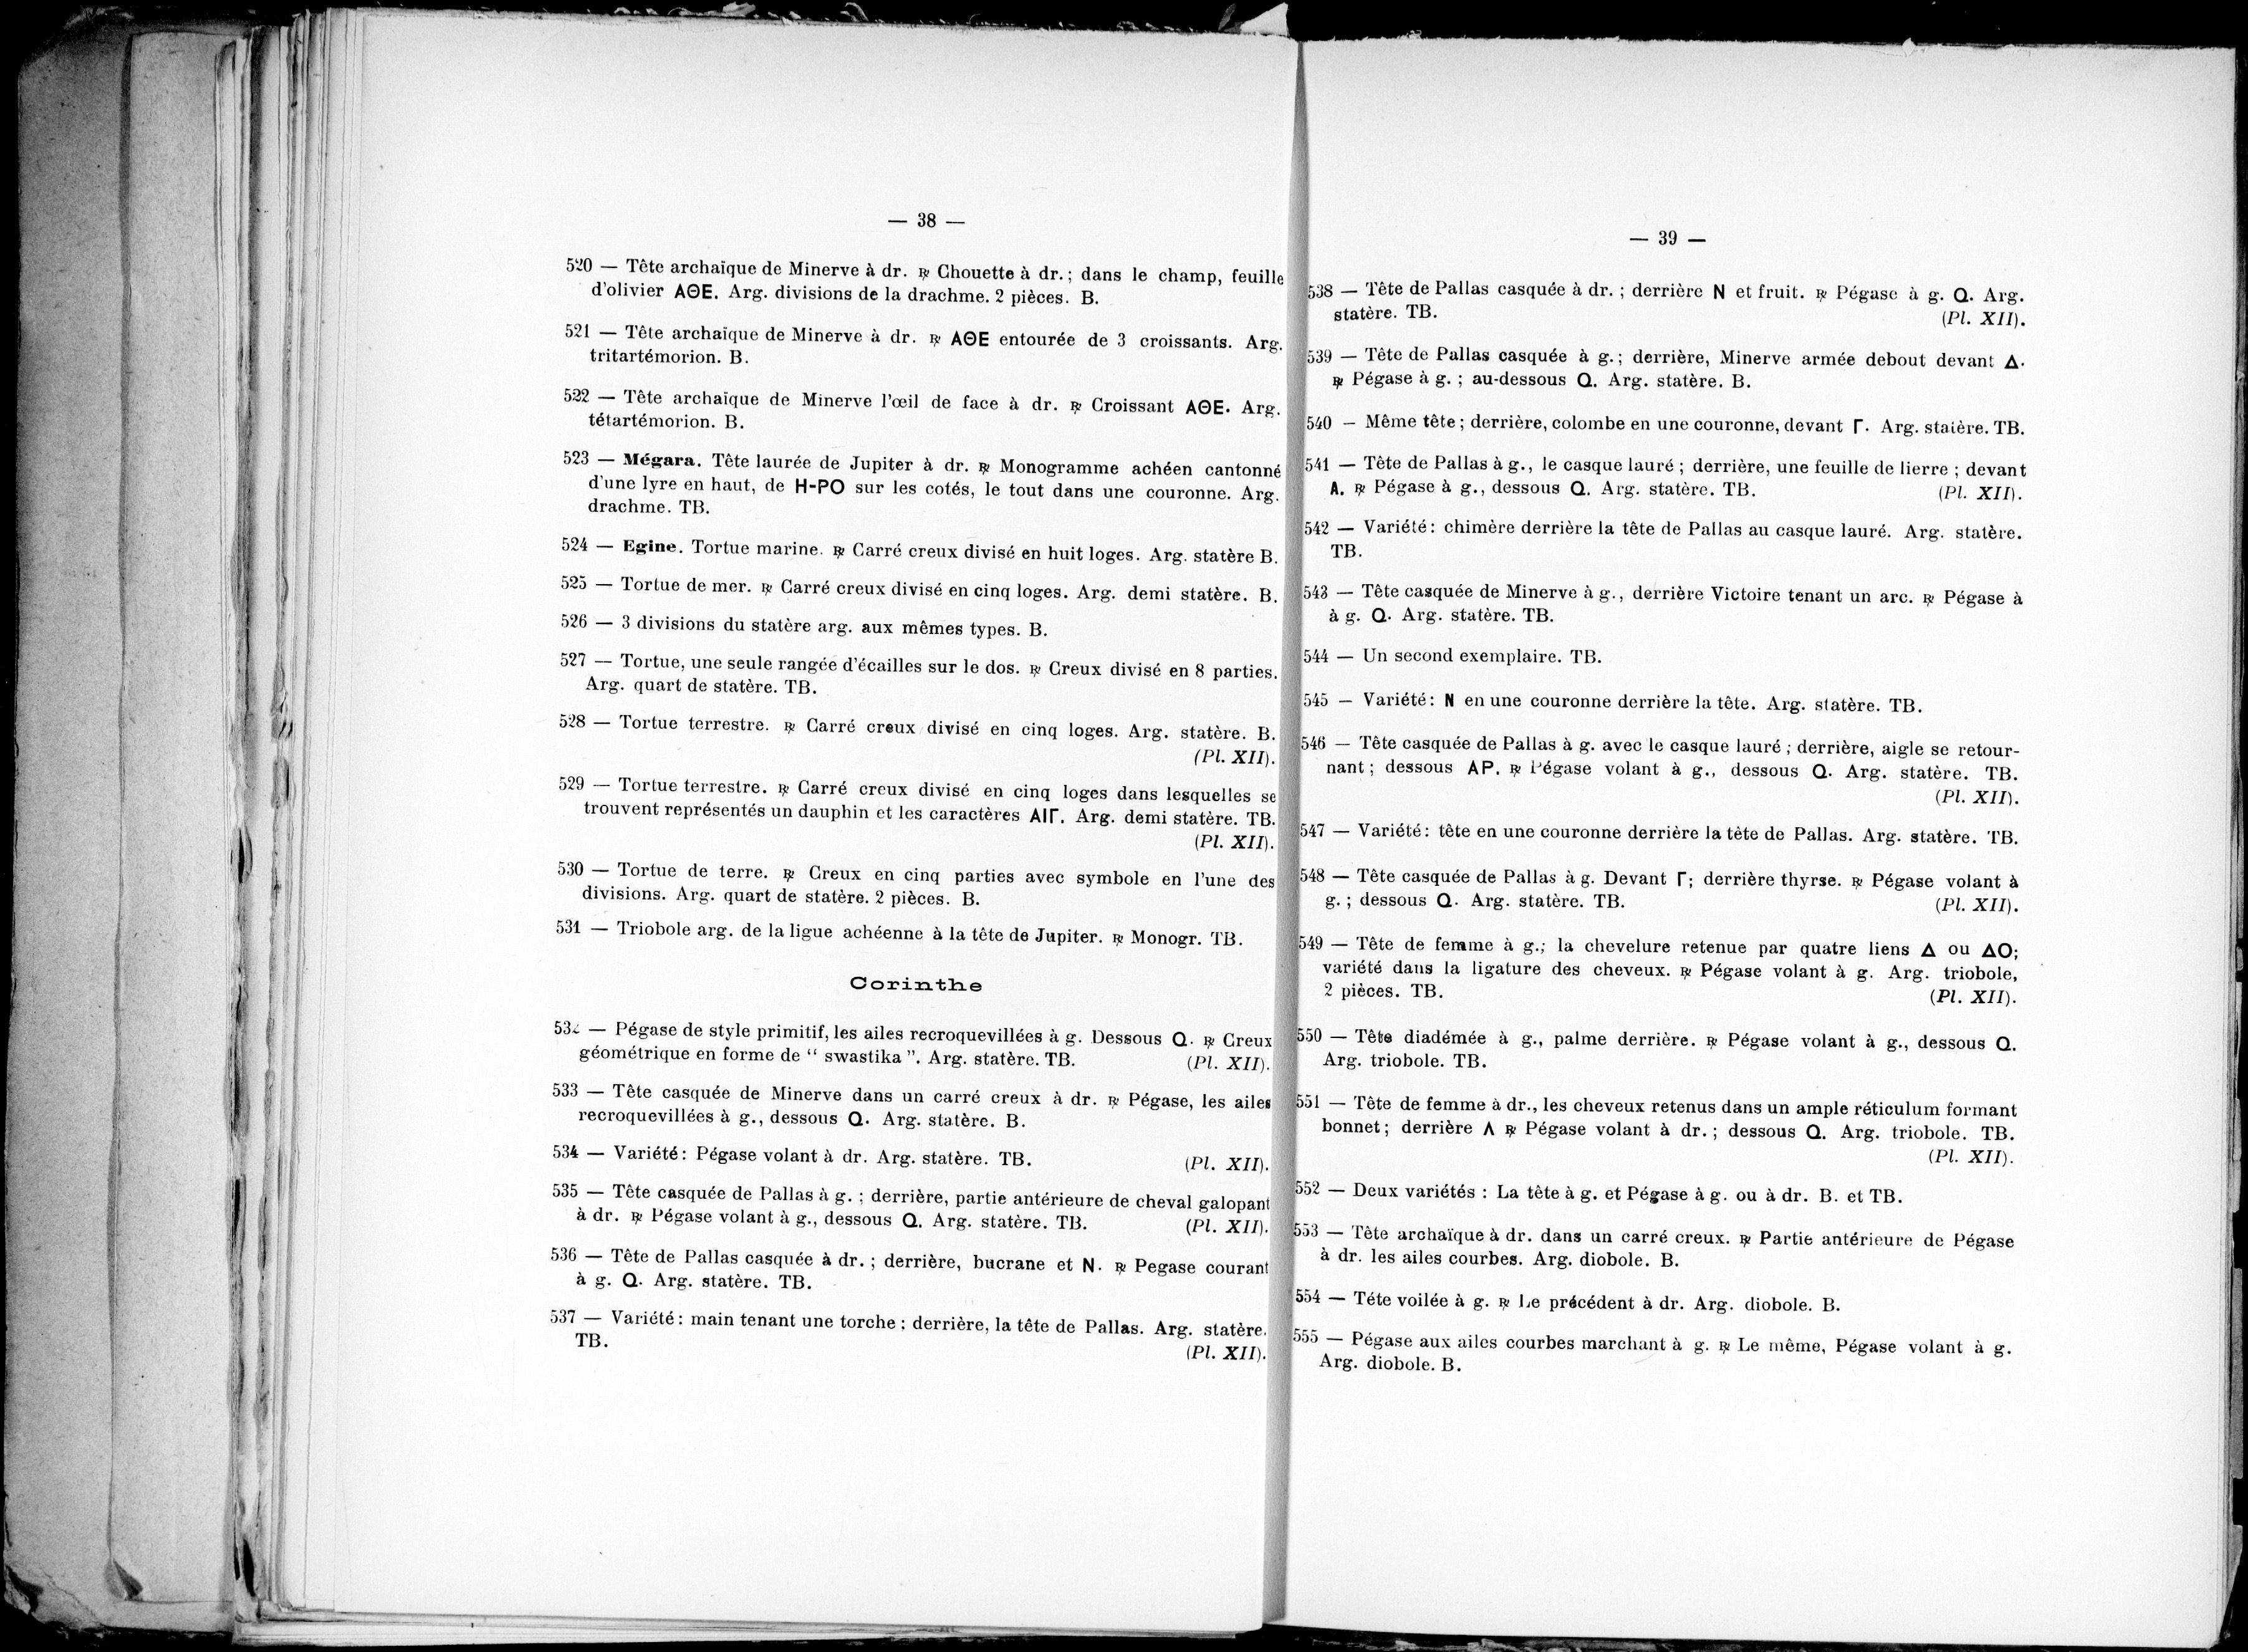 — 38 —
520 — Tête archaïque de Minerve à dr. ℞ Chouette à dr.; dans le champ, feuille
d'olivier ΑΘΕ. Arg. divisions de la drachme. 2 pièces. B.
521 — Tête archaïque de Minerve à dr. ℞ ΑΘΕ entourée de 3 croissants. Arg.
tritartémorion. B.
522 — Tête archaïque de Minerve l'œil de face à dr. ℞ Croissant ΑΘΕ. Arg.
tétartémorion. B.
523 — Mégara. Tête laurée de Jupiter à dr. ℞ Monogramme achéen cantonné
d'une lyre en haut, de H-PO sur les cotés, le tout dans une couronne. Arg.
drachme. TB.
524 — Egine. Tortue marine. ℞ Carré creux divisé en huit loges. Arg. statère B.
525 — Tortue de mer. ℞ Carré creux divisé en cinq loges. Arg. demi statère. B.
526 — 3 divisions du statère arg. aux mêmes types. B.
527 — Tortue, une seule rangée d'écailles sur le dos. ℞ Creux divisé en 8 parties.
Arg. quart de statère. TB.
528 — Tortue terrestre. ℞ Carré creux divisé en cinq loges. Arg. statère. B.
(Pl. XII).
529 — Tortue terrestre. ℞ Carré creux divisé en cinq loges dans lesquelles se
trouvent représentés un dauphin et les caractères ΑΙΓ. Arg. demi statère. TB.
(Pl. XII).
530 — Tortue de terre. ℞ Creux en cinq parties avec symbole en l'une des
divisions. Arg. quart de statère. 2 pièces. B.
531 — Triobole arg. de la ligue achéenne à la tête de Jupiter. ℞ Monogr. TB.
Corinthe
532 — Pégase de style primitif, les ailes recroquevillées à g. Dessous Q. ℞ Creux
géométrique en forme de “ swastika ”. Arg. statère. TB. (Pl. XII).
533 — Tête casquée de Minerve dans un carré creux à dr. ℞ Pégase, les ailes
recroquevillées à g., dessous Q. Arg. statère. B.
534 — Variété: Pégase volant à dr. Arg. statère. TB. (Pl. XII).
535 — Tête casquée de Pallas à g. ; derrière, partie antérieure de cheval galopant
à dr. ℞ Pégase volant à g., dessous Q. Arg. statère. TB. (Pl. XII).
536 — Tête de Pallas casquée à dr. ; derrière, bucrane et N. ℞ Pegase courant
à g. Q. Arg. statère. TB.
537 — Variété: main tenant une torche ; derrière, la tête de Pallas. Arg. statère.
TB. (Pl. XII).
— 39 —
538 — Tête de Pallas casquée à dr. ; derrière N et fruit. ℞ Pégase à g. Q. Arg.
statère. TB. (Pl. XII).
539 — Tête de Pallas casquée à g.; derrière, Minerve armée debout devant Δ.
℞ Pégase à g. ; au-dessous Q. Arg. statère. B.
540 — Même tête ; derrière, colombe en une couronne, devant Γ. Arg. statère. TB.
541 — Tête de Pallas à g., le casque lauré ; derrière, une feuille de lierre ; devant
A. ℞ Pégase à g., dessous Q. Arg. statère. TB. (Pl. XII).
542 — Variété: chimère derrière la tête de Pallas au casque lauré. Arg. statère.
TB.
543 — Tête casquée de Minerve à g., derrière Victoire tenant un arc. ℞ Pégase à
à g. Q. Arg. statère. TB.
544 — Un second exemplaire. TB.
545 — Variété: N en une couronne derrière la tête. Arg. statère. TB.
546 — Tête casquée de Pallas à g. avec le casque lauré ; derrière, aigle se retour-
nant ; dessous AP. ℞ Pégase volant à g., dessous Q. Arg. statère. TB.
(Pl. XII).
547 — Variété: tête en une couronne derrière la tête de Pallas. Arg. statère. TB.
548 — Tête casquée de Pallas à g. Devant Γ; derrière thyrse. ℞ Pégase volant à
g. ; dessous Q. Arg. statère. TB. (Pl. XII).
549 — Tête de femme à g.; la chevelure retenue par quatre liens Δ ou ΔΟ;
variété dans la ligature des cheveux. ℞ Pégase volant à g. Arg. triobole,
2 pièces. TB. (Pl. XII).
550 — Tête diadémée à g., palme derrière. ℞ Pégase volant à g., dessous Q.
Arg. triobole. TB.
551 — Tête de femme à dr., les cheveux retenus dans un ample réticulum formant
bonnet ; derrière Λ ℞ Pégase volant à dr. ; dessous Q. Arg. triobole. TB.
(Pl. XII).
552 — Deux variétés : La tête à g. et Pégase à g. ou à dr. B. et TB.
553 — Tête archaïque à dr. dans un carré creux. ℞ Partie antérieure de Pégase
à dr. les ailes courbes. Arg. diobole. B.
554 — Téte voilée à g. ℞ Le précédent à dr. Arg. diobole. B.
555 — Pégase aux ailes courbes marchant à g. ℞ Le même, Pégase volant à g.
Arg. diobole. B.